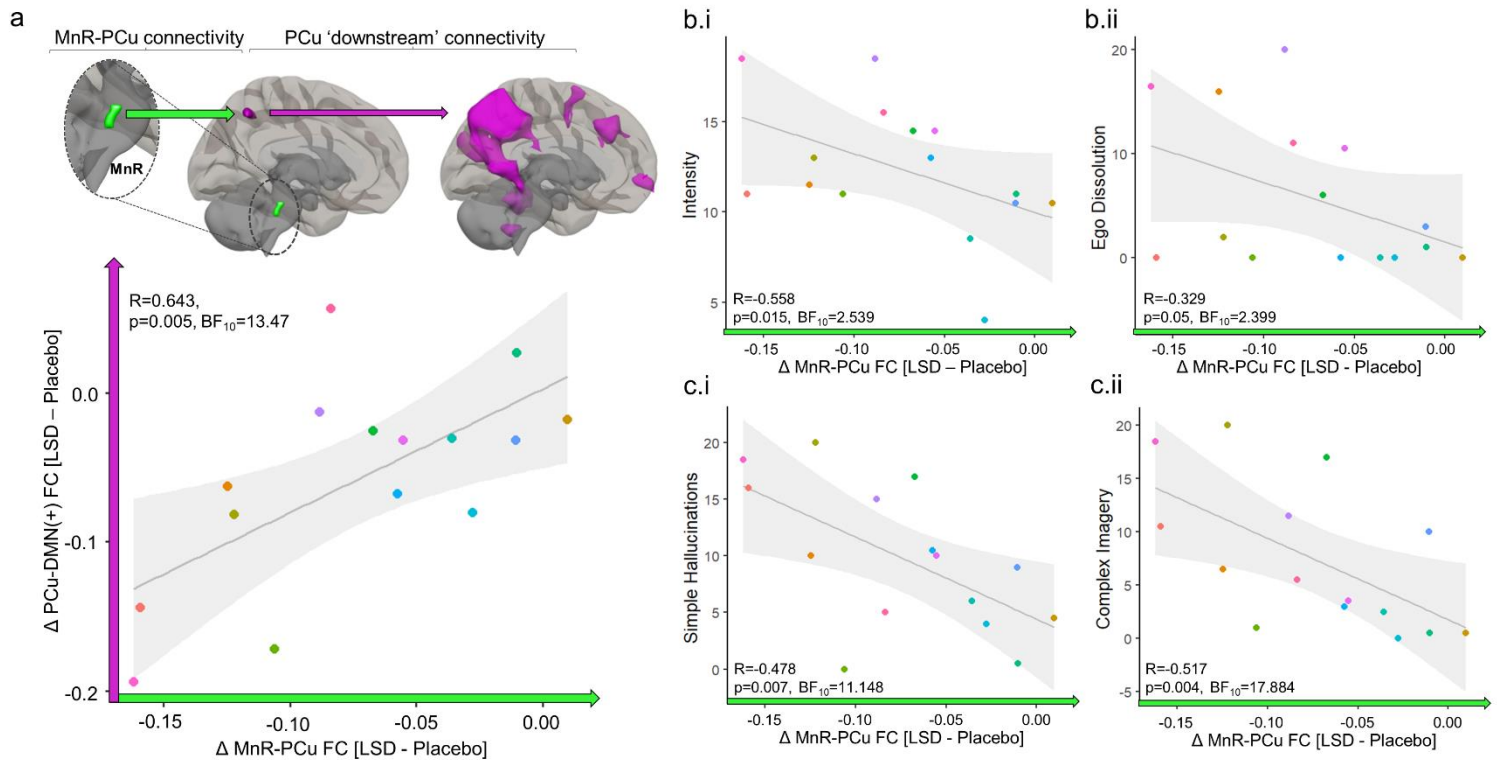 a
MnR-PCu connectivity
PCu ‘downstream’ connectivity
MnR
R=0.643,
p=0.005, BF₁₀=13.47
Δ PCu-DMN(+) FC [LSD – Placebo]
0.0
-0.1
-0.2
-0.15 -0.10 -0.05 0.00
Δ MnR-PCu FC [LSD - Placebo]
b.i
Intensity
15
10
5
R=-0.558
p=0.015, BF₁₀=2.539
-0.15 -0.10 -0.05 0.00
Δ MnR-PCu FC [LSD – Placebo]
b.ii
Ego Dissolution
20
10
0
R=-0.329
p=0.05, BF₁₀=2.399
-0.15 -0.10 -0.05 0.00
Δ MnR-PCu FC [LSD - Placebo]
c.i
Simple Hallucinations
20
15
10
5
0
R=-0.478
p=0.007, BF₁₀=11.148
-0.15 -0.10 -0.05 0.00
Δ MnR-PCu FC [LSD - Placebo]
c.ii
Complex Imagery
20
15
10
5
0
-5
R=-0.517
p=0.004, BF₁₀=17.884
-0.15 -0.10 -0.05 0.00
Δ MnR-PCu FC [LSD - Placebo]